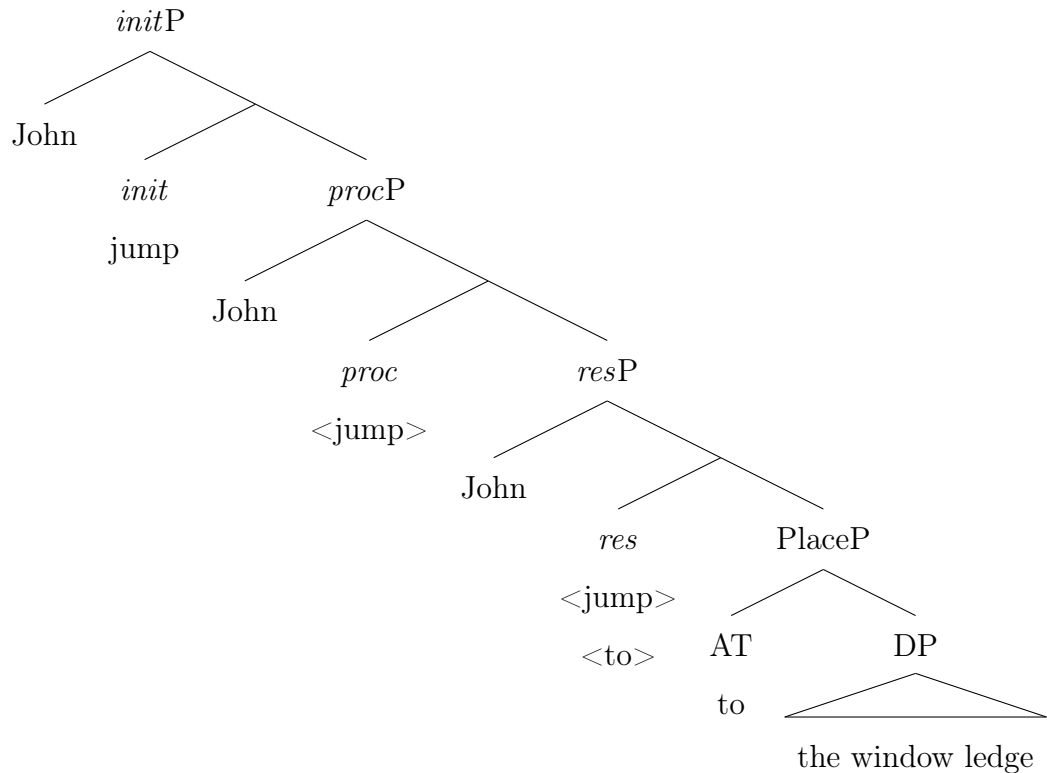 initP
John
init procP
jump
John
proc resP
<jump>
John
res PlaceP
<jump>
<to> AT DP
to
the window ledge